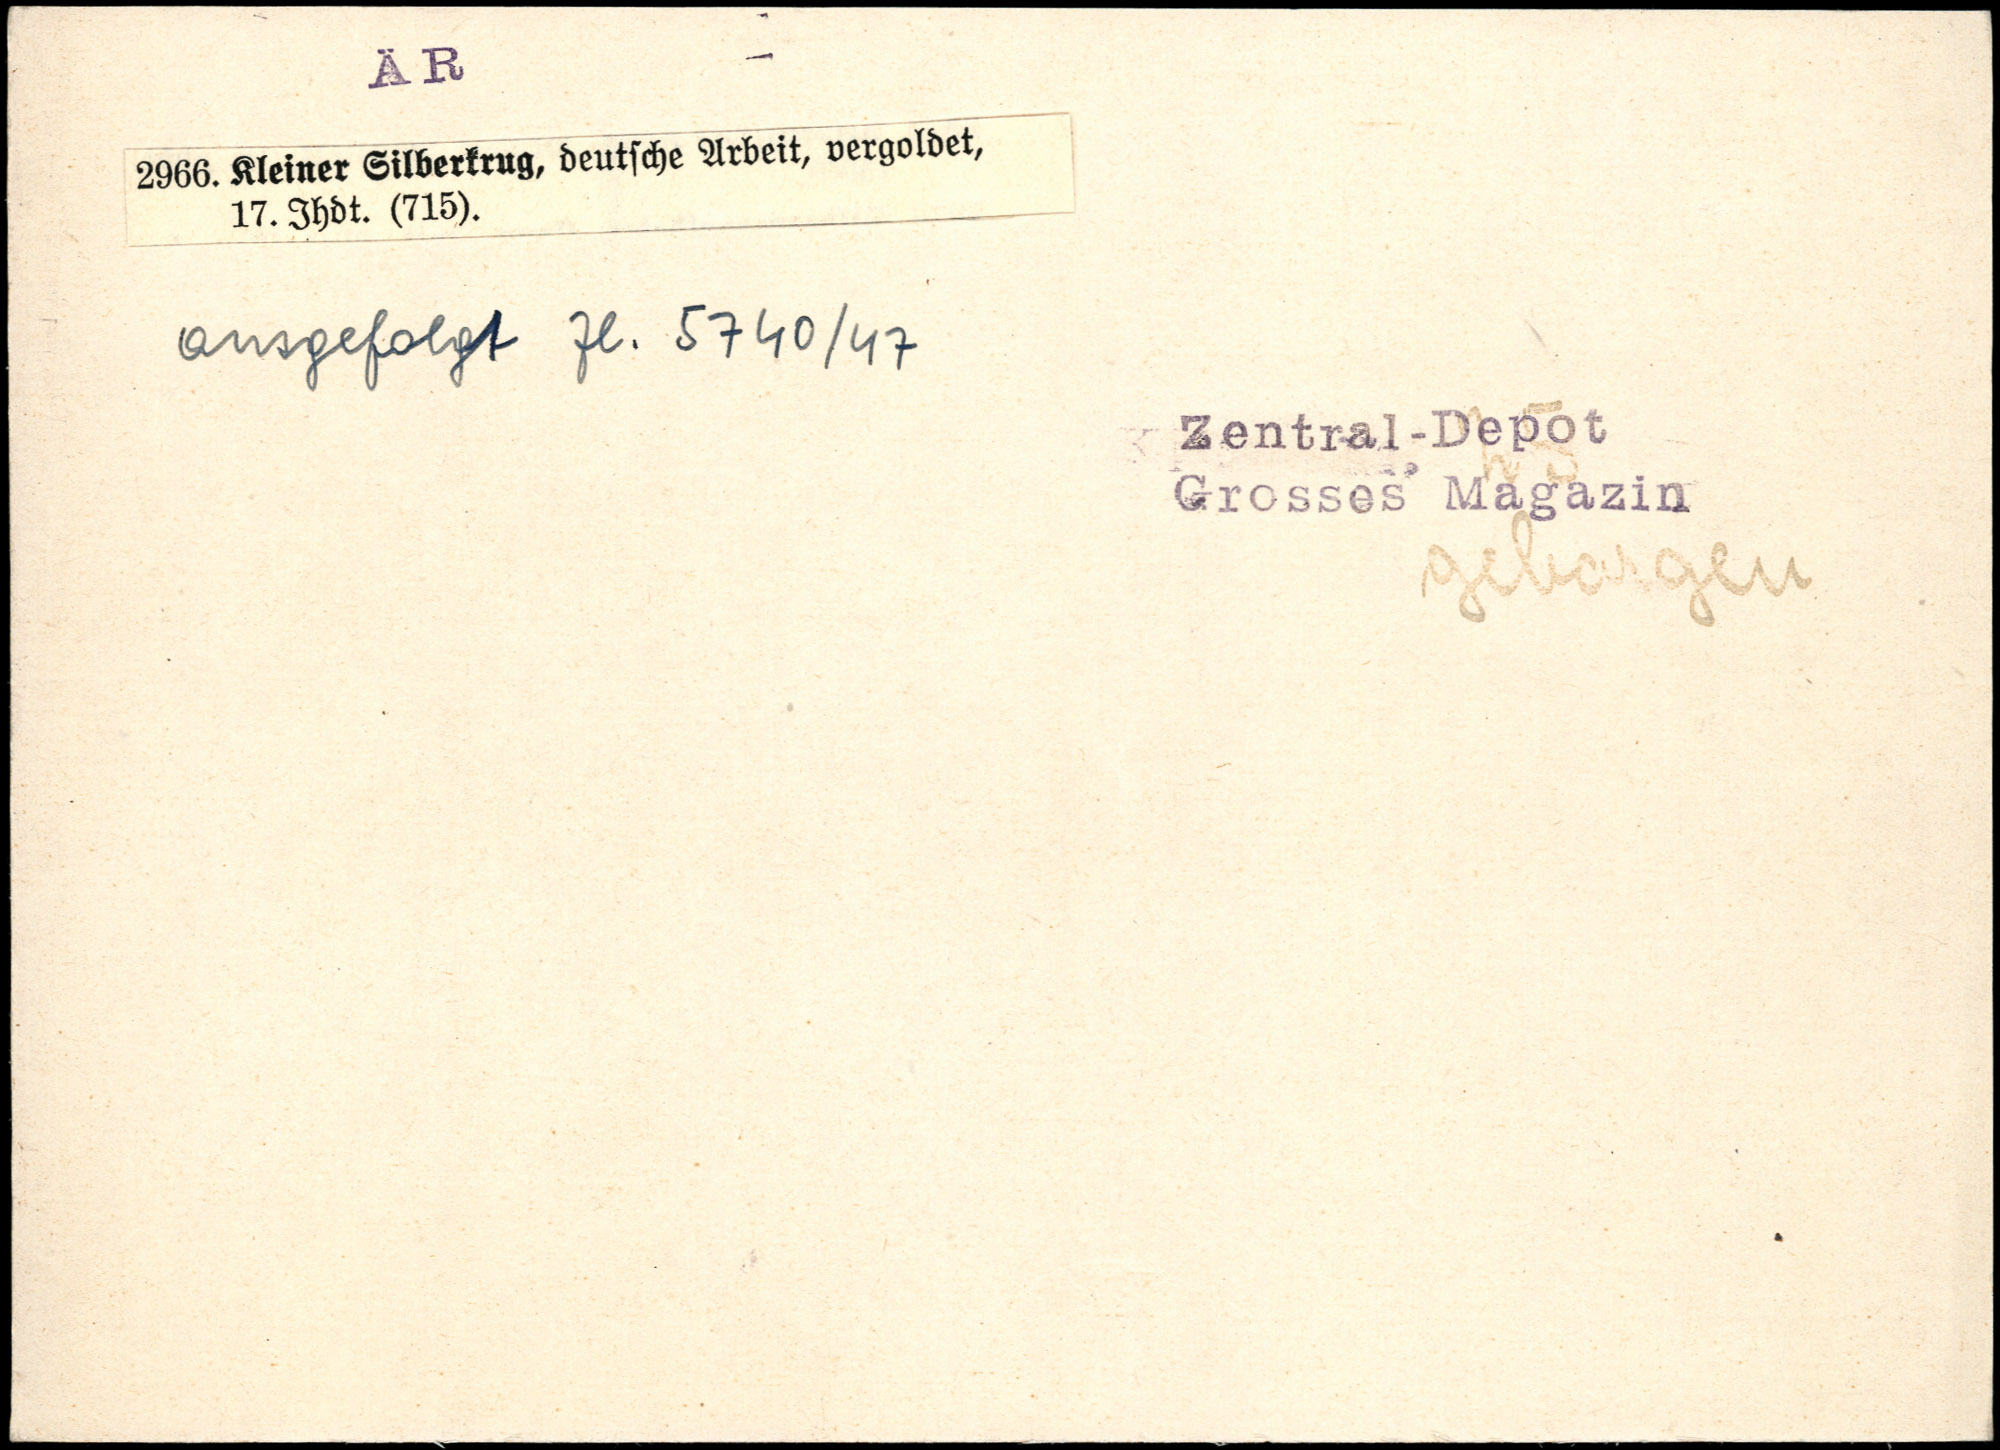 ÄR
2966. Kleiner Silberkrug, deutsche Arbeit, vergoldet,
17. Jhdt. (715).
ausgefolgt Zl. 5740/47
Zentral-Depot
Grosses Magazin
geborgen